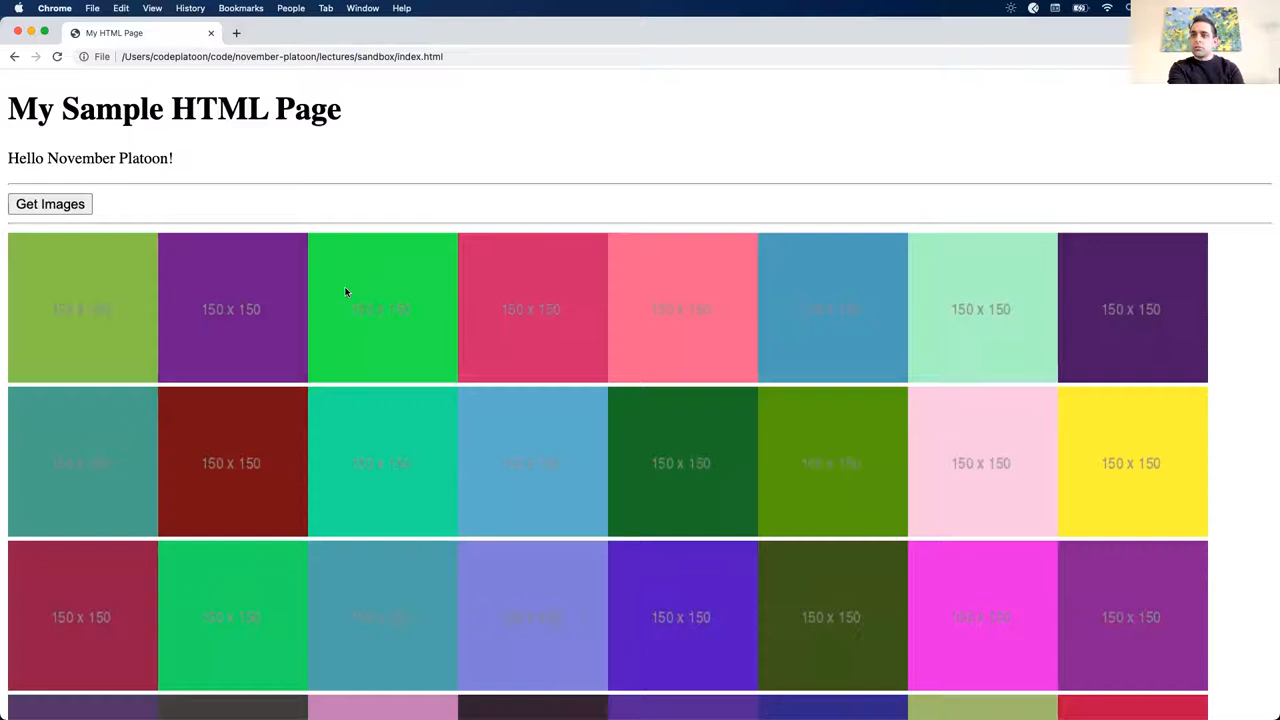 Chrome File Edit View History Bookmarks People Tab Window Help
My HTML Page
File /Users/codeplatoon/code/november-platoon/lectures/sandbox/index.html
My Sample HTML Page
Hello November Platoon!
Get Images
150 x 150 150 x 150 150 x 150 150 x 150 150 x 150 150 x 150 150 x 150 150 x 150
150 x 150 150 x 150 150 x 150 150 x 150 150 x 150 150 x 150 150 x 150 150 x 150
150 x 150 150 x 150 150 x 150 150 x 150 150 x 150 150 x 150 150 x 150 150 x 150